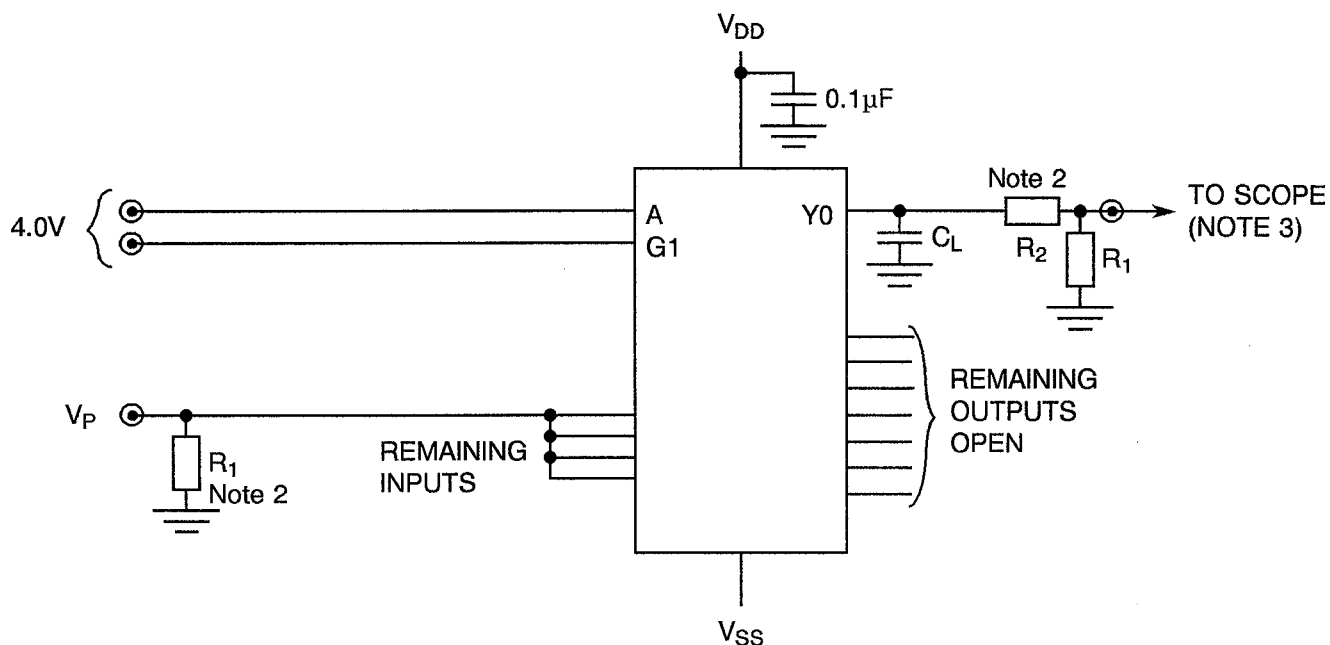 VDD
0.1µF
4.0V
A
G1
Y0
Note 2
TO SCOPE
(NOTE 3)
CL
R2
R1
VP
R1
Note 2
REMAINING
INPUTS
REMAINING
OUTPUTS
OPEN
VSS